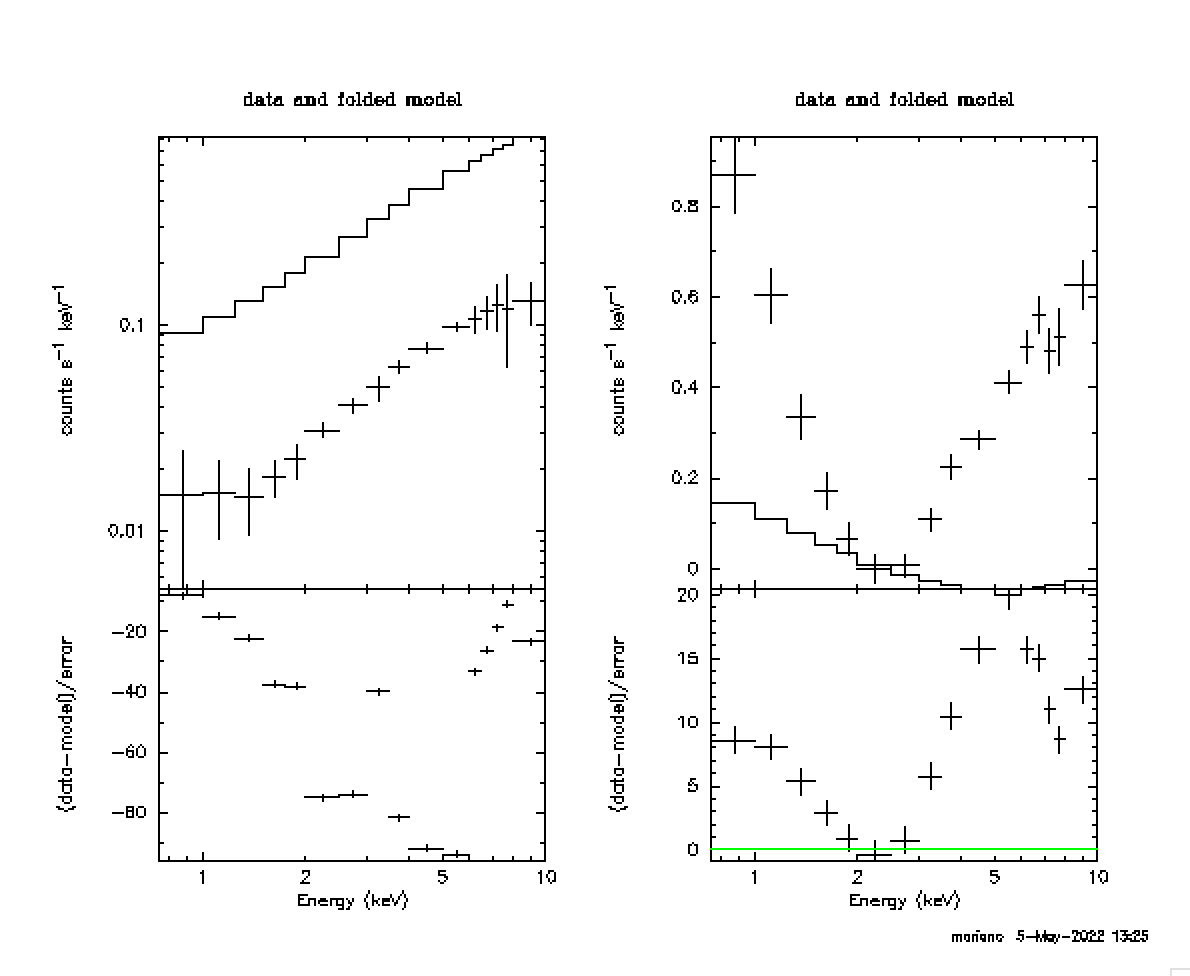 data and folded model
data and folded model
counts s⁻¹ keV⁻¹
0.1
0.01
(data-model)/error
-20
-40
-60
-80
1 2 5 10
Energy (keV)
counts s⁻¹ keV⁻¹
0.8
0.6
0.4
0.2
0
(data-model)/error
20
15
10
5
0
1 2 5 10
Energy (keV)
mariano 5-May-2022 13:25